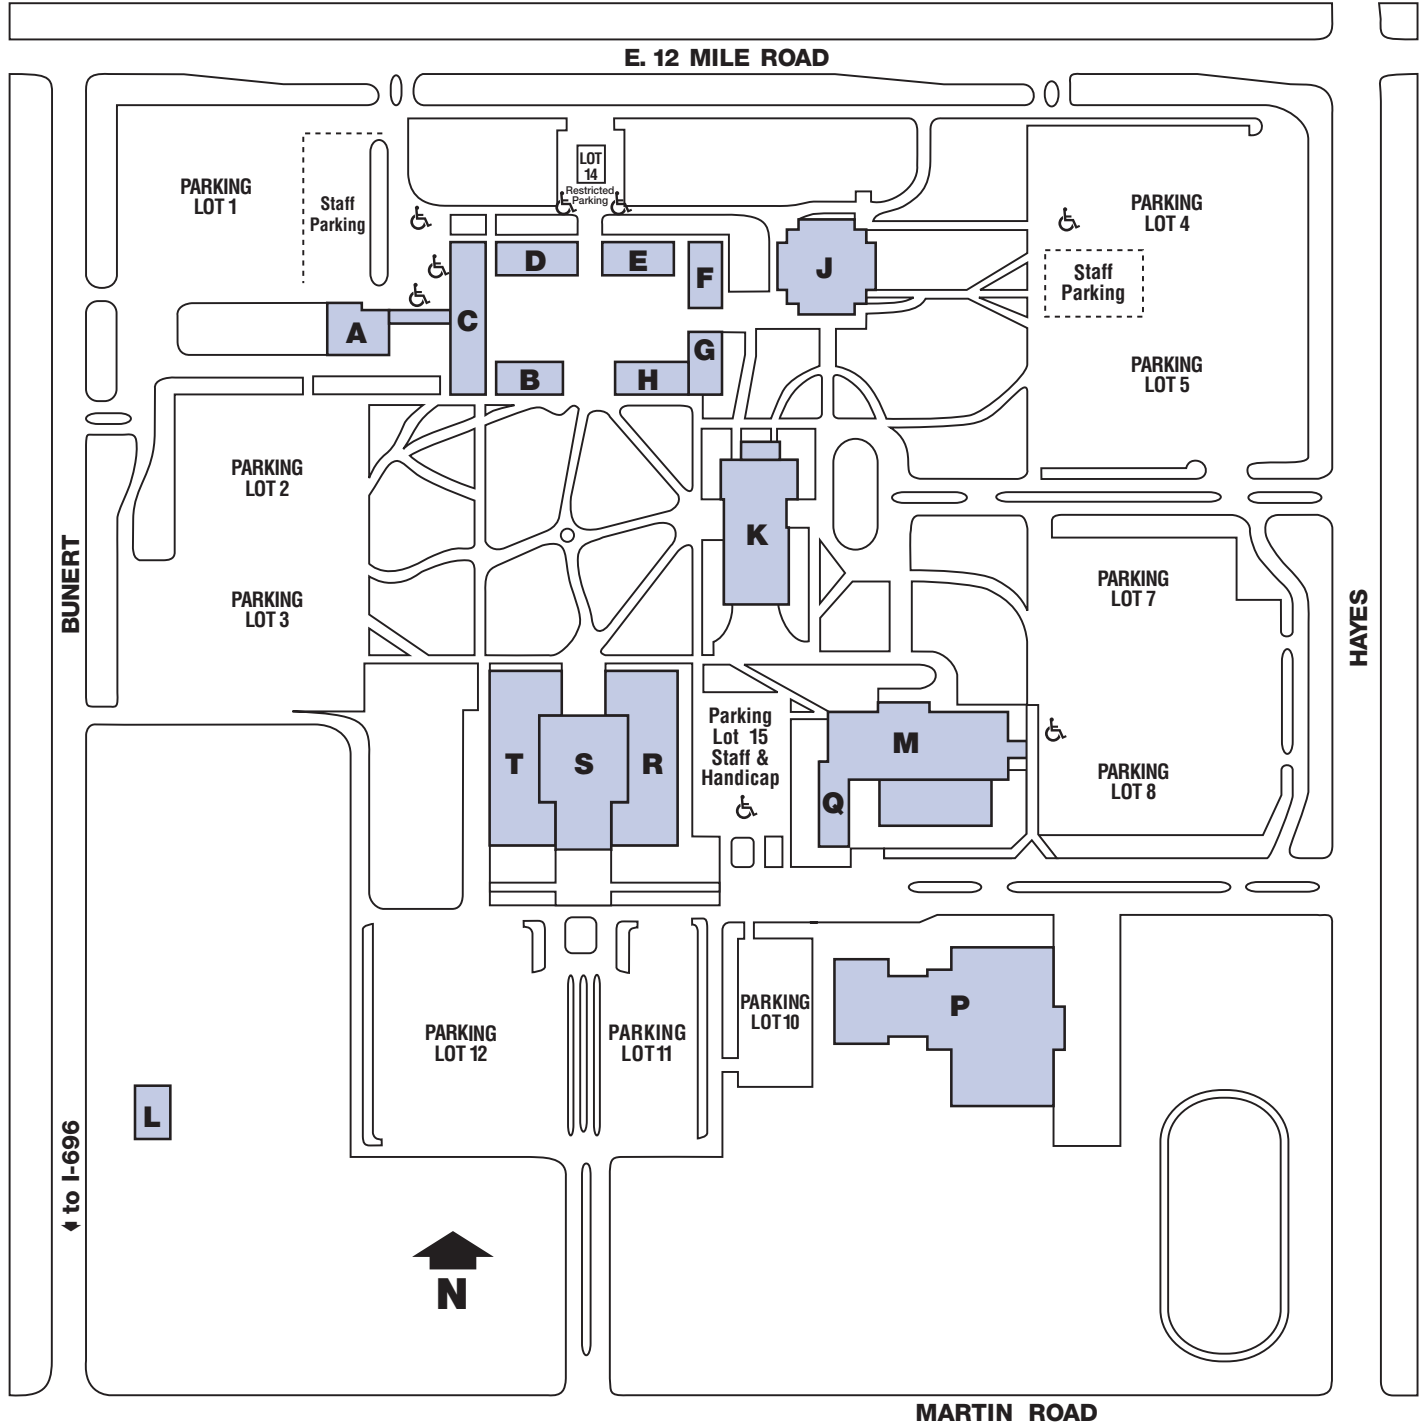 E. 12 MILE ROAD
LOT
14
Restricted
Parking
PARKING
LOT 1
Staff
Parking
PARKING
LOT 4
D
E
F
J
Staff
Parking
A
C
G
B
H
PARKING
LOT 5
PARKING
LOT 2
K
BUNERT
PARKING
LOT 3
PARKING
LOT 7
HAYES
Parking
Lot 15
Staff &
Handicap
T
S
R
M
Q
PARKING
LOT 8
PARKING
LOT 12
PARKING
LOT 11
PARKING
LOT 10
P
L
to I-696
N
MARTIN ROAD